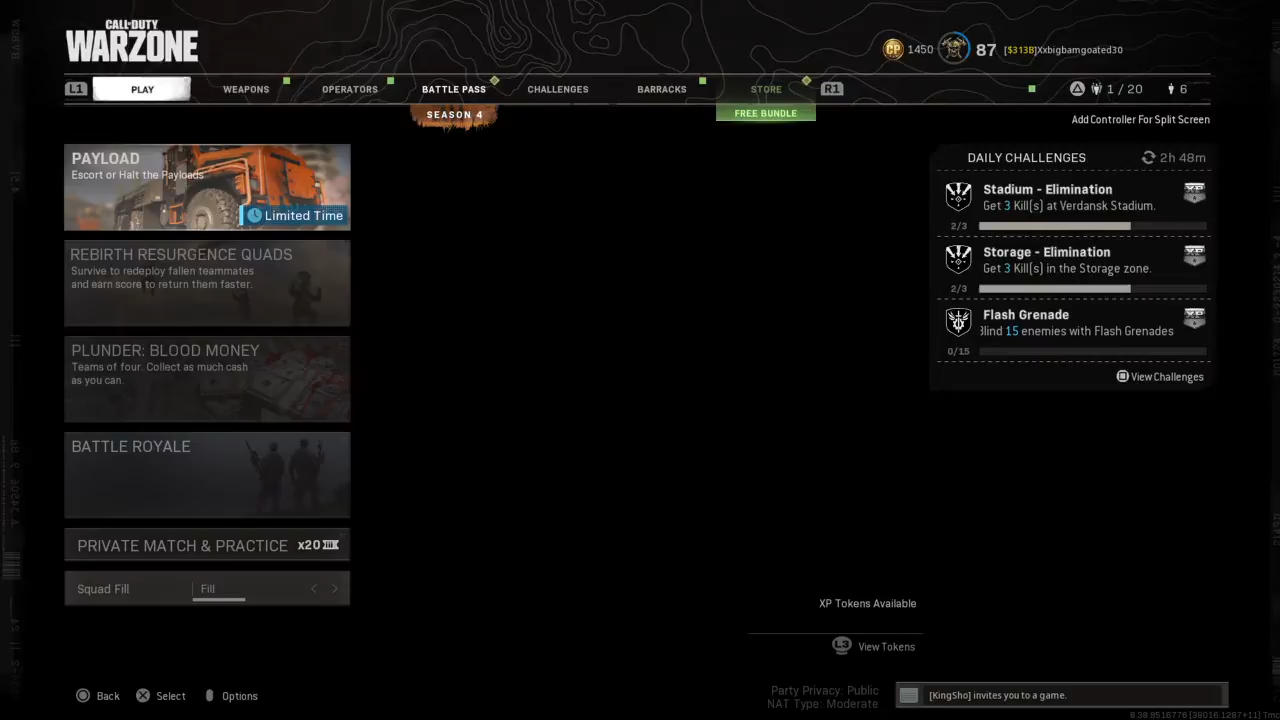 CALL OF DUTY
WARZONE
CP 1450 87 [$313B]Xxbigbamgoated30
L1 PLAY WEAPONS OPERATORS BATTLE PASS CHALLENGES BARRACKS STORE R1 1 / 20 6
SEASON 4 FREE BUNDLE
Add Controller For Split Screen
PAYLOAD
Escort or Halt the Payloads
Limited Time
REBIRTH RESURGENCE QUADS
Survive to redeploy fallen teammates
and earn score to return them faster.
PLUNDER: BLOOD MONEY
Teams of four. Collect as much cash
as you can.
BATTLE ROYALE
PRIVATE MATCH & PRACTICE x20
Squad Fill Fill
DAILY CHALLENGES 2h 48m
Stadium - Elimination
Get 3 Kill(s) at Verdansk Stadium.
2/3
Storage - Elimination
Get 3 Kill(s) in the Storage zone.
2/3
Flash Grenade
Blind 15 enemies with Flash Grenades
0/15
View Challenges
XP Tokens Available
L3 View Tokens
Back Select Options
Party Privacy: Public
NAT Type: Moderate
[KingSho] invites you to a game.